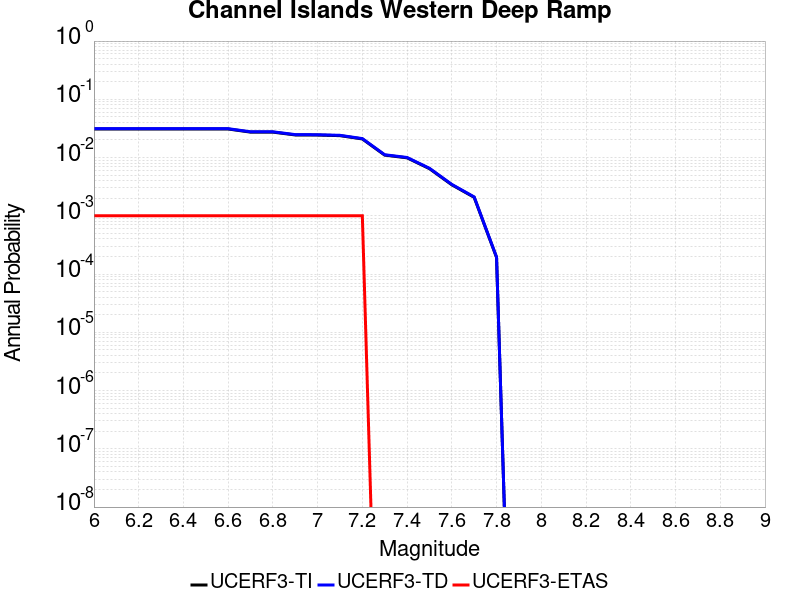 Channel Islands Western Deep Ramp
10^0
10^-1
10^-2
10^-3
10^-4
10^-5
10^-6
10^-7
10^-8
Annual Probability
6 6.2 6.4 6.6 6.8 7 7.2 7.4 7.6 7.8 8 8.2 8.4 8.6 8.8 9
Magnitude
UCERF3-TI UCERF3-TD UCERF3-ETAS